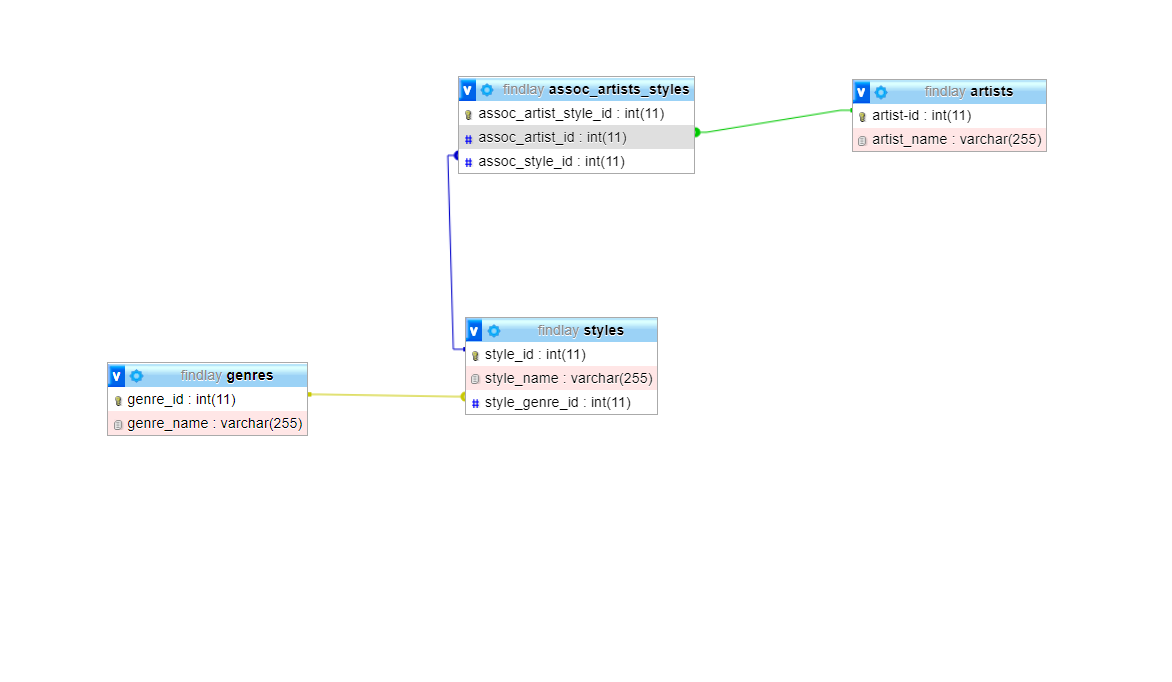 v findlay assoc_artists_styles
assoc_artist_style_id : int(11)
# assoc_artist_id : int(11)
# assoc_style_id : int(11)
v findlay artists
artist-id : int(11)
artist_name : varchar(255)
v findlay styles
style_id : int(11)
style_name : varchar(255)
# style_genre_id : int(11)
v findlay genres
genre_id : int(11)
genre_name : varchar(255)